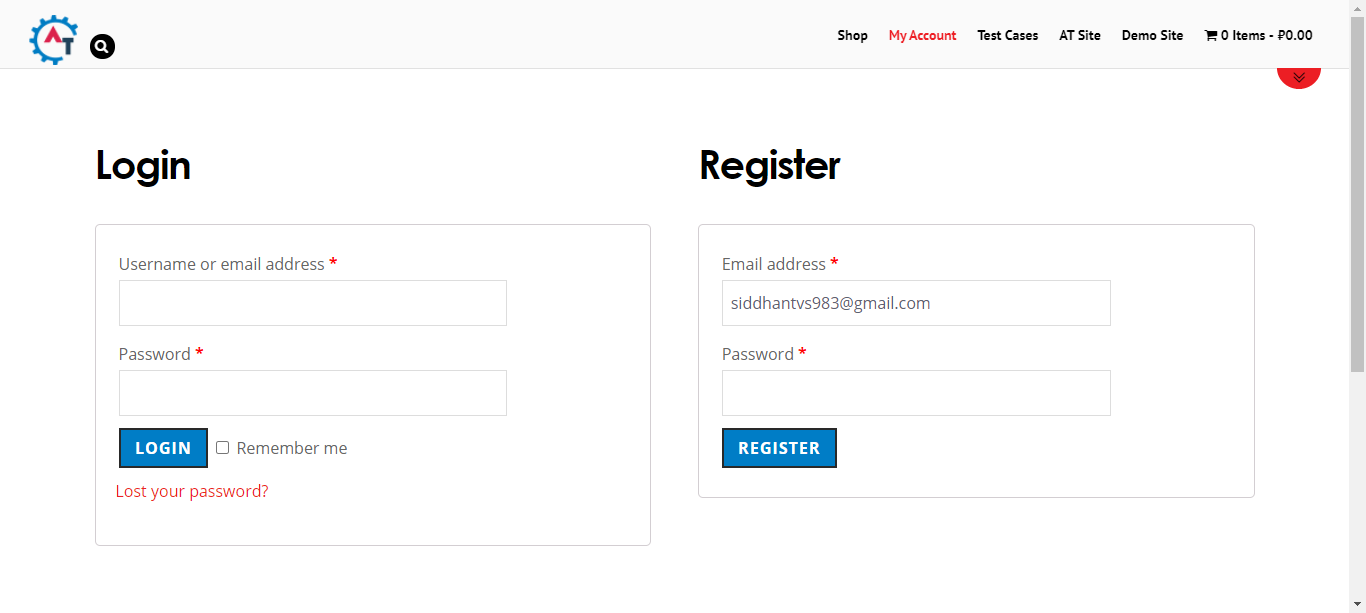 AT
Shop My Account Test Cases AT Site Demo Site 0 Items - ₽0.00
Login
Username or email address *
Password *
LOGIN Remember me
Lost your password?
Register
Email address *
siddhantvs983@gmail.com
Password *
REGISTER